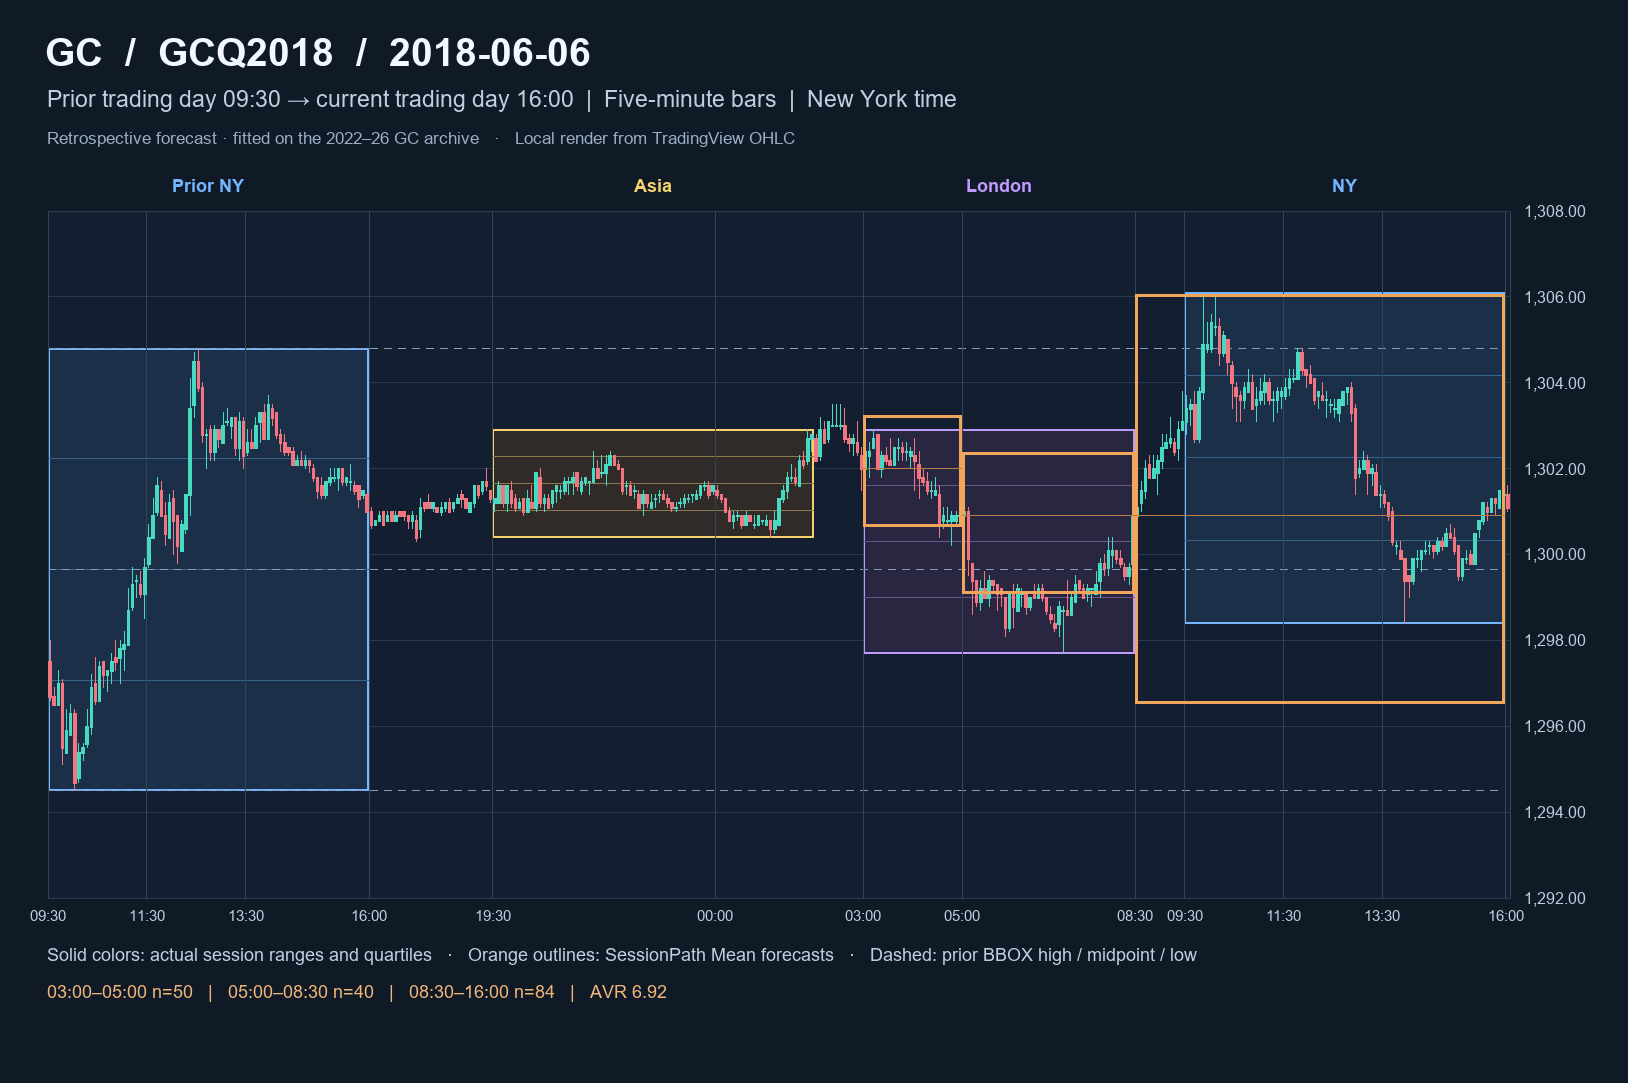 GC / GCQ2018 / 2018-06-06
Prior trading day 09:30 → current trading day 16:00 | Five-minute bars | New York time
Retrospective forecast · fitted on the 2022–26 GC archive · Local render from TradingView OHLC
Prior NY Asia London NY
1,308.00
1,306.00
1,304.00
1,302.00
1,300.00
1,298.00
1,296.00
1,294.00
1,292.00
09:30 11:30 13:30 16:00 19:30 00:00 03:00 05:00 08:30 09:30 11:30 13:30 16:00
Solid colors: actual session ranges and quartiles · Orange outlines: SessionPath Mean forecasts · Dashed: prior BBOX high / midpoint / low
03:00–05:00 n=50 | 05:00–08:30 n=40 | 08:30–16:00 n=84 | AVR 6.92